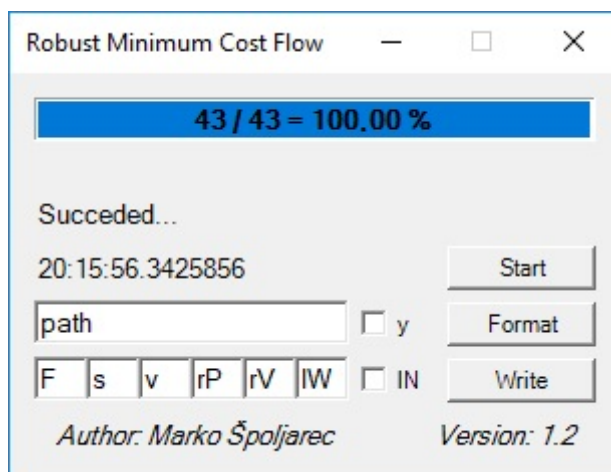 Robust Minimum Cost Flow
43 / 43 = 100,00 %
Succeded...
20:15:56.3425856 Start
path y Format
F s v rP rV lW IN Write
Author: Marko Špoljarec Version: 1.2